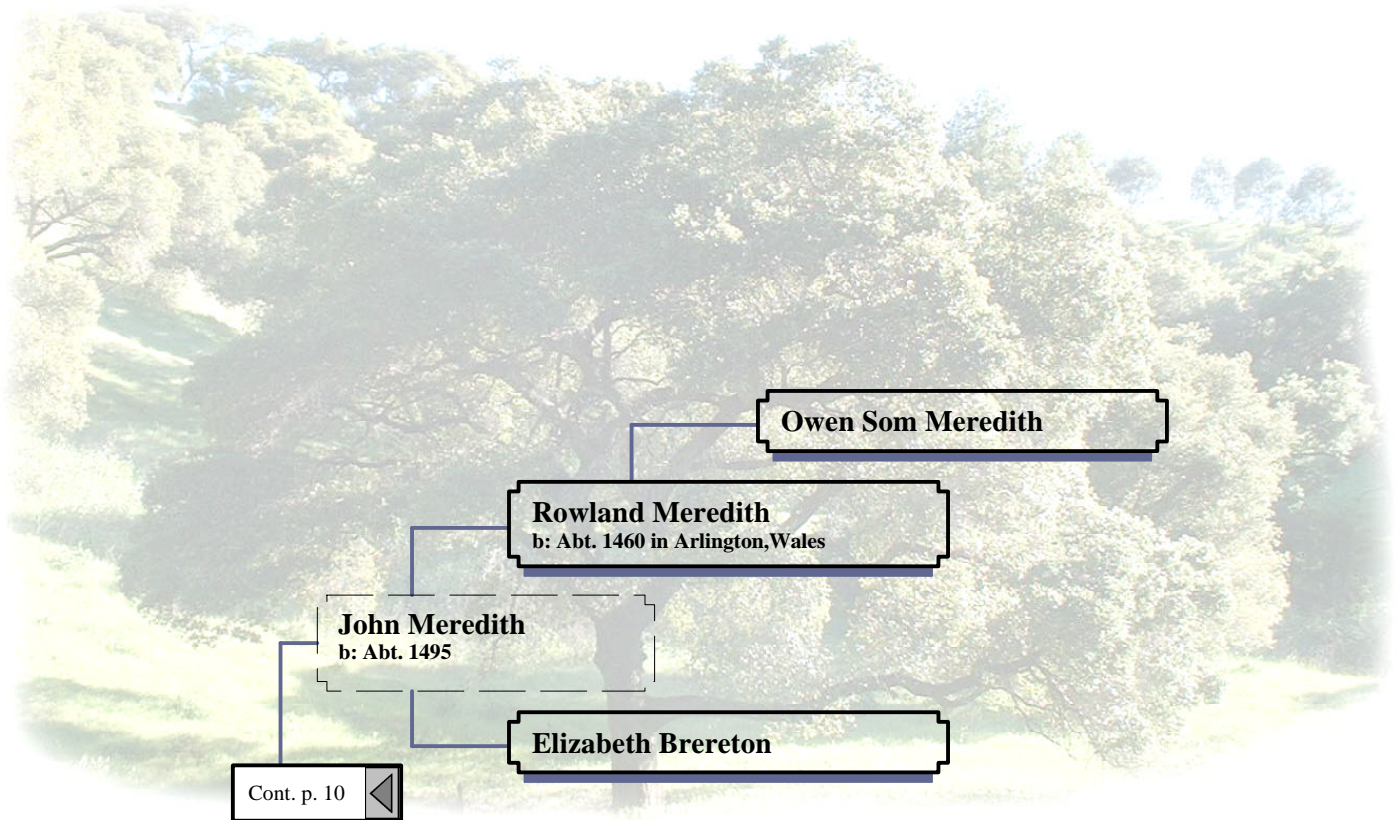 Owen Som Meredith
Rowland Meredith
b: Abt. 1460 in Arlington,Wales
John Meredith
b: Abt. 1495
Elizabeth Brereton
Cont. p. 10